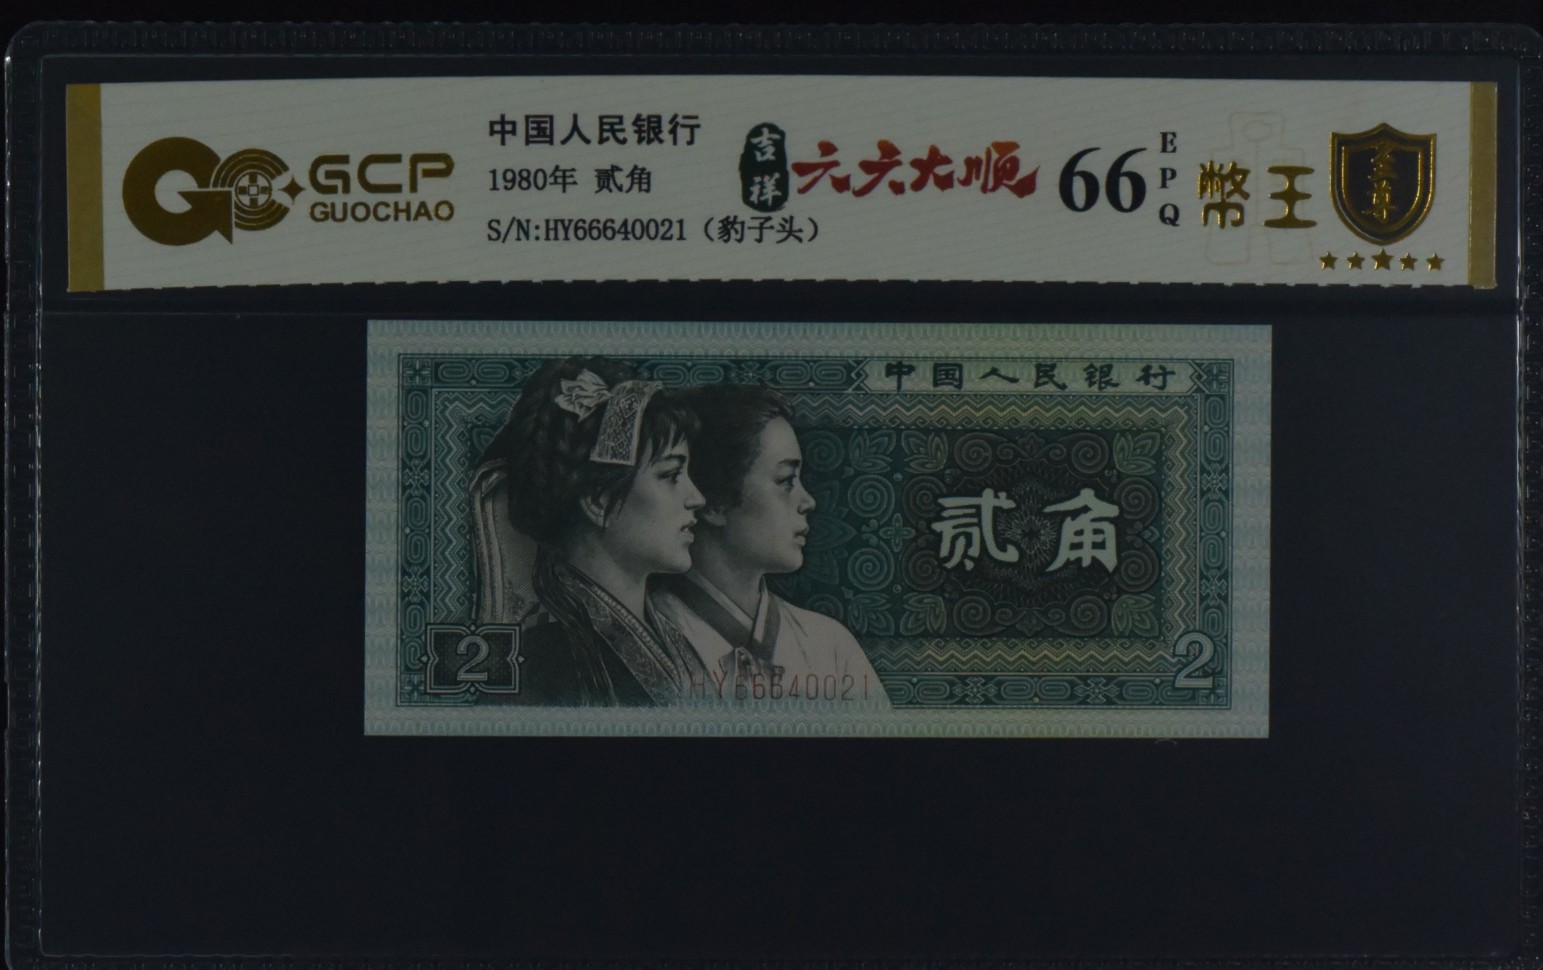 GCP
GUOCHAO
中国人民银行
1980年 贰角
S/N:HY66640021（豹子头）
吉祥
六六大顺
66
EPQ
幣王
至尊
中国人民银行
贰角
2
2
HY66640021